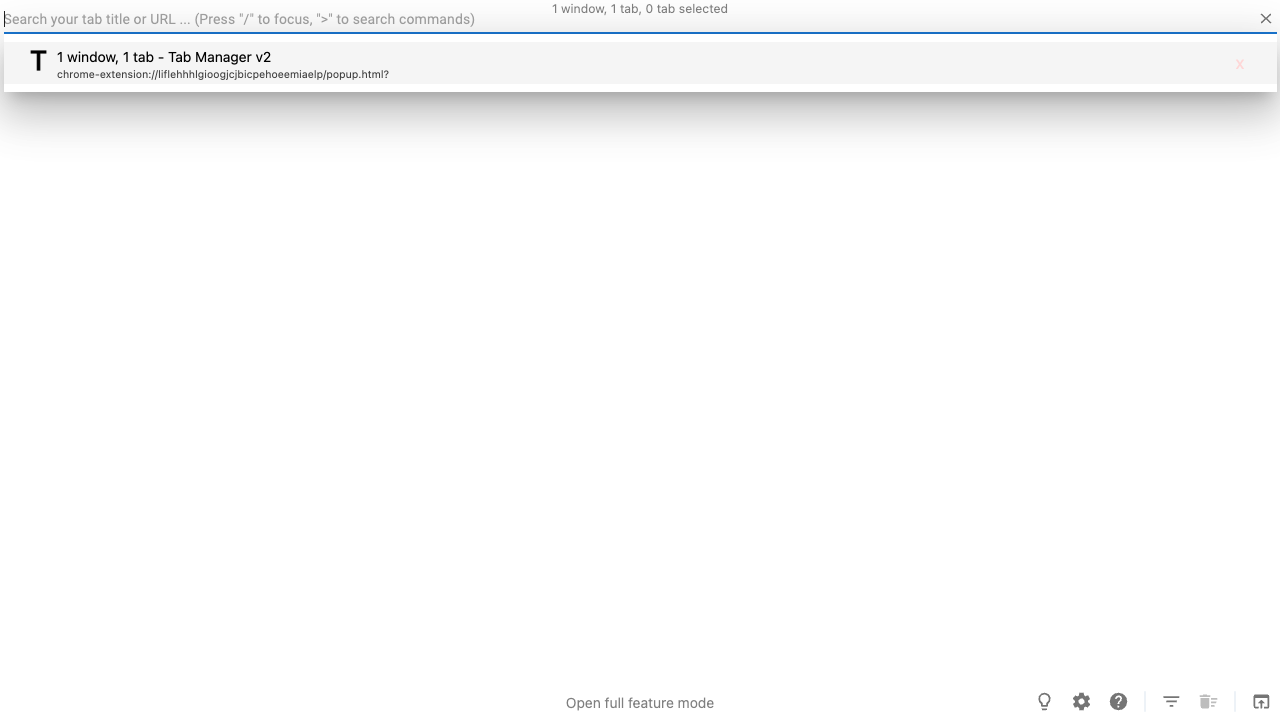 1 window, 1 tab, 0 tab selected
Search your tab title or URL ... (Press "/" to focus, ">" to search commands)
T
1 window, 1 tab - Tab Manager v2
x
chrome-extension://liflehhhlgioogjcjbicpehoeemiaelp/popup.html?
Open full feature mode